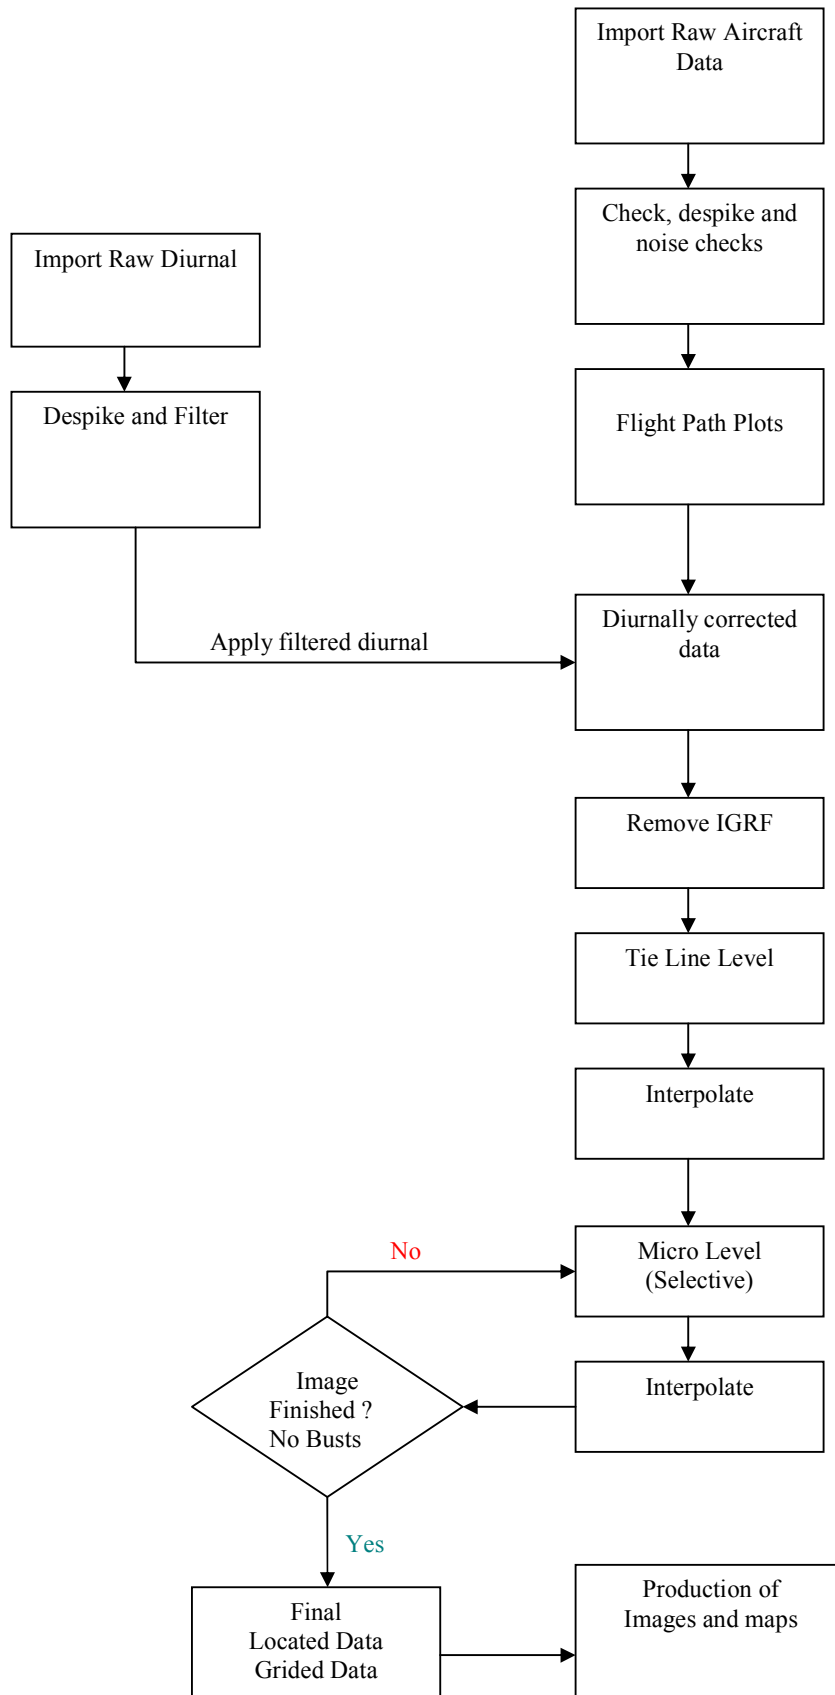 Import Raw Aircraft
Data
Check, despike and
noise checks
Import Raw Diurnal
Despike and Filter
Flight Path Plots
Apply filtered diurnal
Diurnally corrected
data
Remove IGRF
Tie Line Level
Interpolate
No
Micro Level
(Selective)
Image
Finished ?
No Busts
Interpolate
Yes
Final
Located Data
Grided Data
Production of
Images and maps